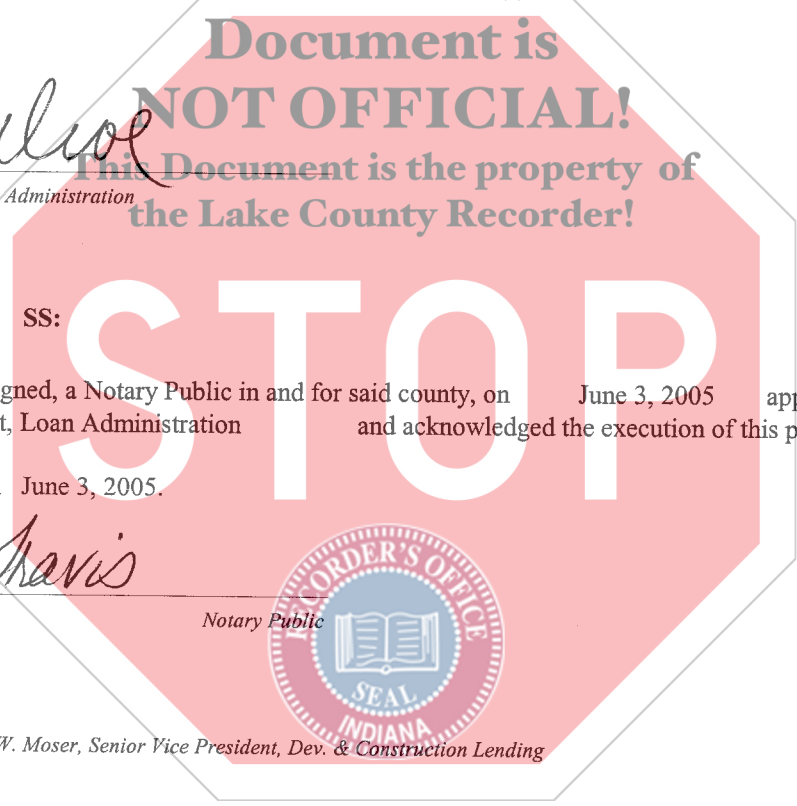 Document is
NOT OFFICIAL!
This Document is the property of
the Lake County Recorder!
Administration
STOP
SS:
gned, a Notary Public in and for said county, on June 3, 2005 app
t, Loan Administration and acknowledged the execution of this p
June 3, 2005.
Travis
Notary Public
RECORDER'S OFFICE
SEAL
INDIANA
W. Moser, Senior Vice President, Dev. & Construction Lending